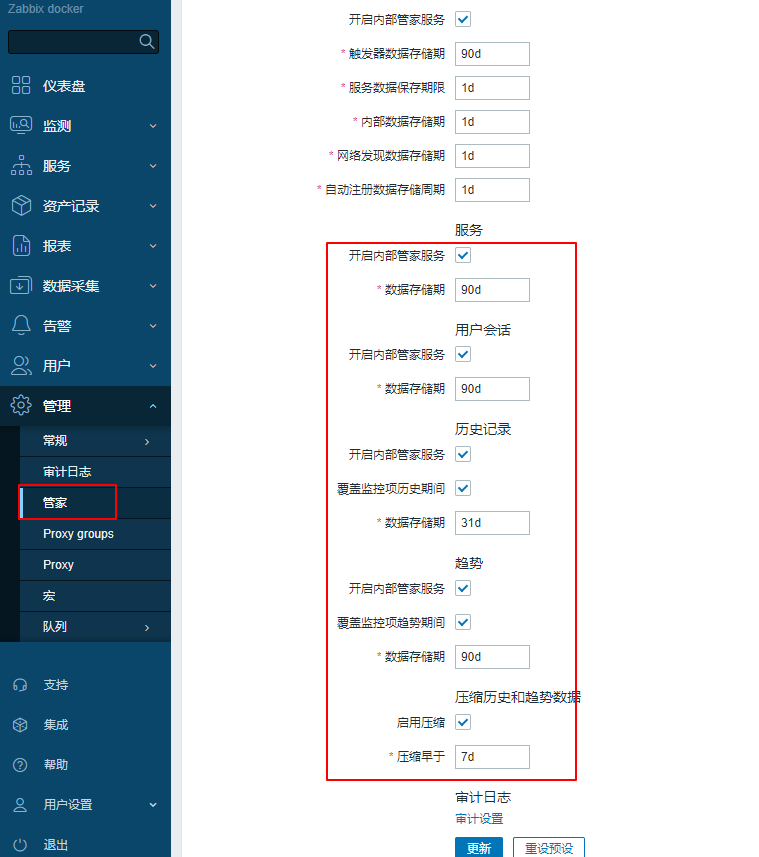 Zabbix docker
仪表盘
监测
服务
资产记录
报表
数据采集
告警
用户
管理
常规
审计日志
管家
Proxy groups
Proxy
宏
队列
支持
集成
帮助
用户设置
退出
开启内部管家服务
* 触发器数据存储期 90d
* 服务数据保存期限 1d
* 内部数据存储期 1d
* 网络发现数据存储期 1d
* 自动注册数据存储周期 1d
服务
开启内部管家服务
* 数据存储期 90d
用户会话
开启内部管家服务
* 数据存储期 90d
历史记录
开启内部管家服务
覆盖监控项历史期间
* 数据存储期 31d
趋势
开启内部管家服务
覆盖监控项趋势期间
* 数据存储期 90d
压缩历史和趋势数据
启用压缩
* 压缩早于 7d
审计日志
审计设置
更新 重设预设